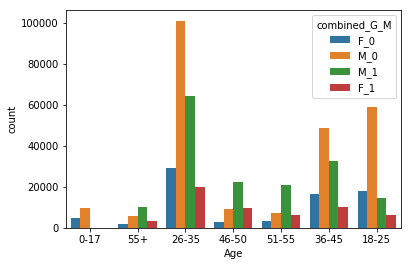 combined_G_M
F_0
M_0
M_1
F_1
100000
80000
60000
40000
20000
0
count
0-17 55+ 26-35 46-50 51-55 36-45 18-25
Age